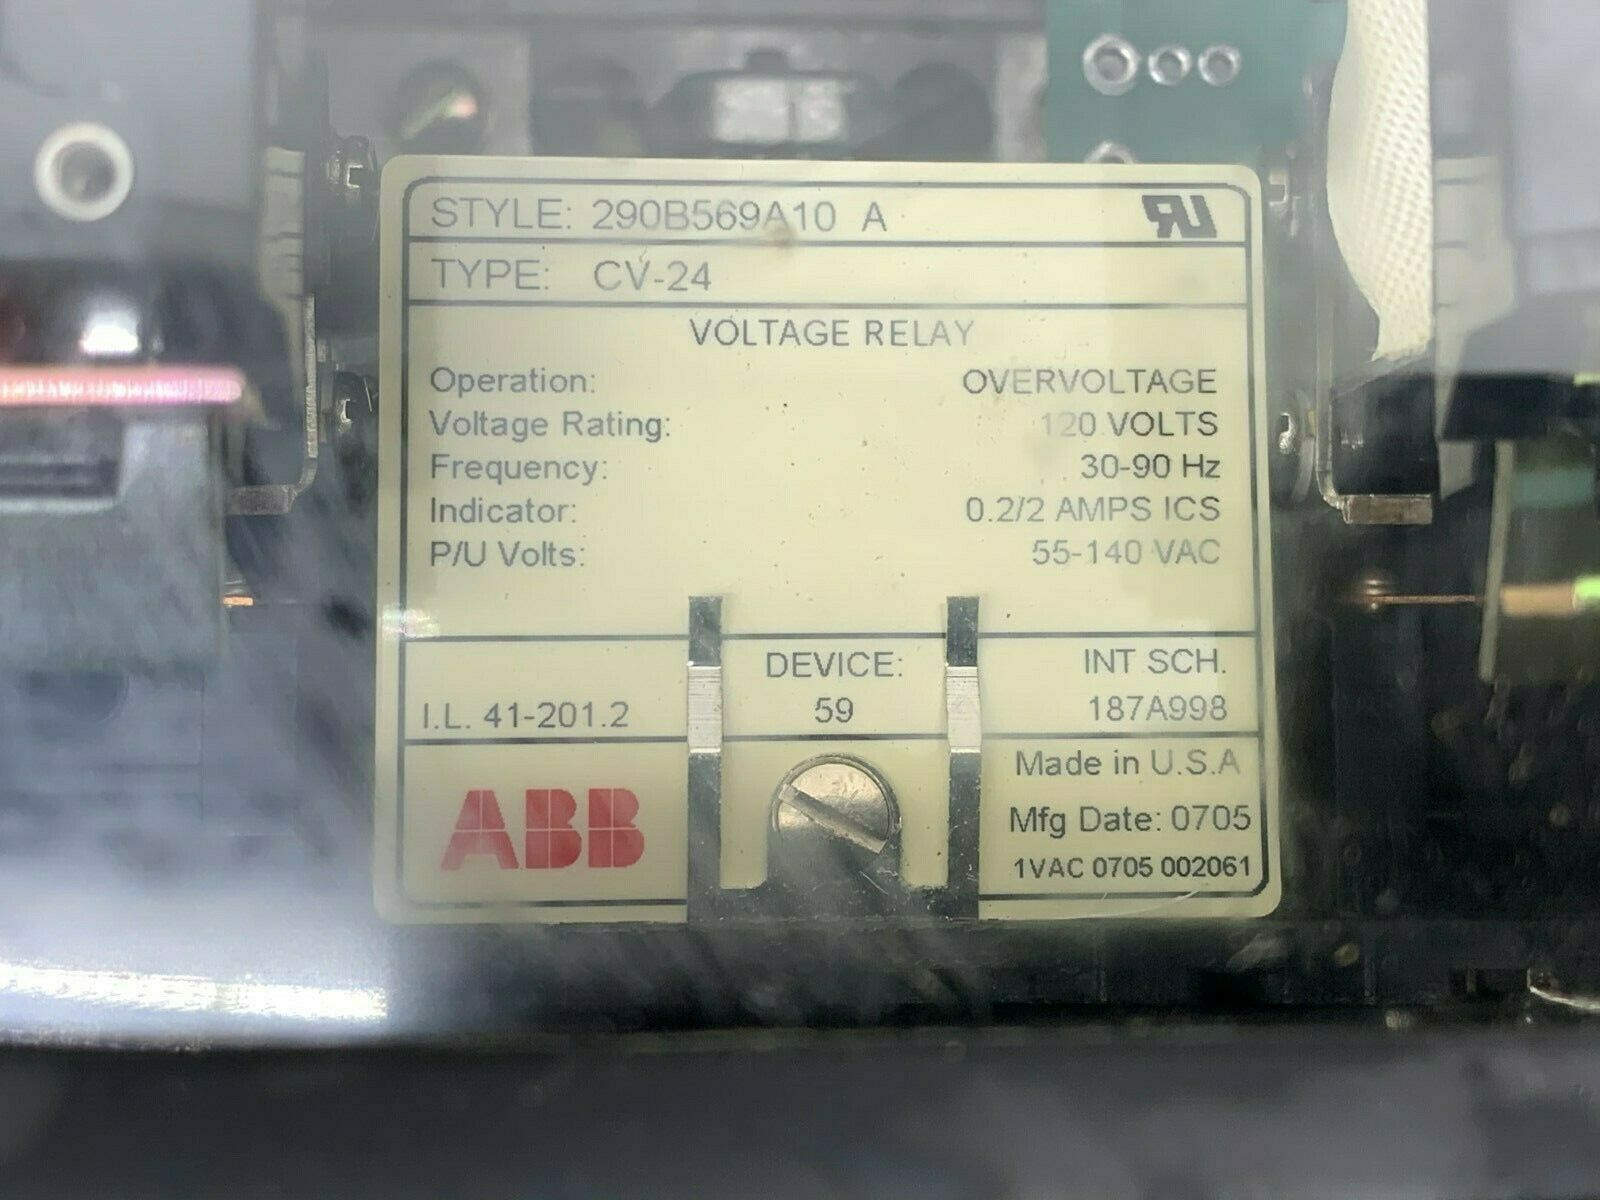 STYLE: 290B569A10 A
TYPE: CV-24
VOLTAGE RELAY
Operation: OVERVOLTAGE
Voltage Rating: 120 VOLTS
Frequency: 30-90 Hz
Indicator: 0.2/2 AMPS ICS
P/U Volts: 55-140 VAC
I.L. 41-201.2
DEVICE:
59
INT SCH.
187A998
ABB
Made in U.S.A
Mfg Date: 0705
1VAC 0705 002061